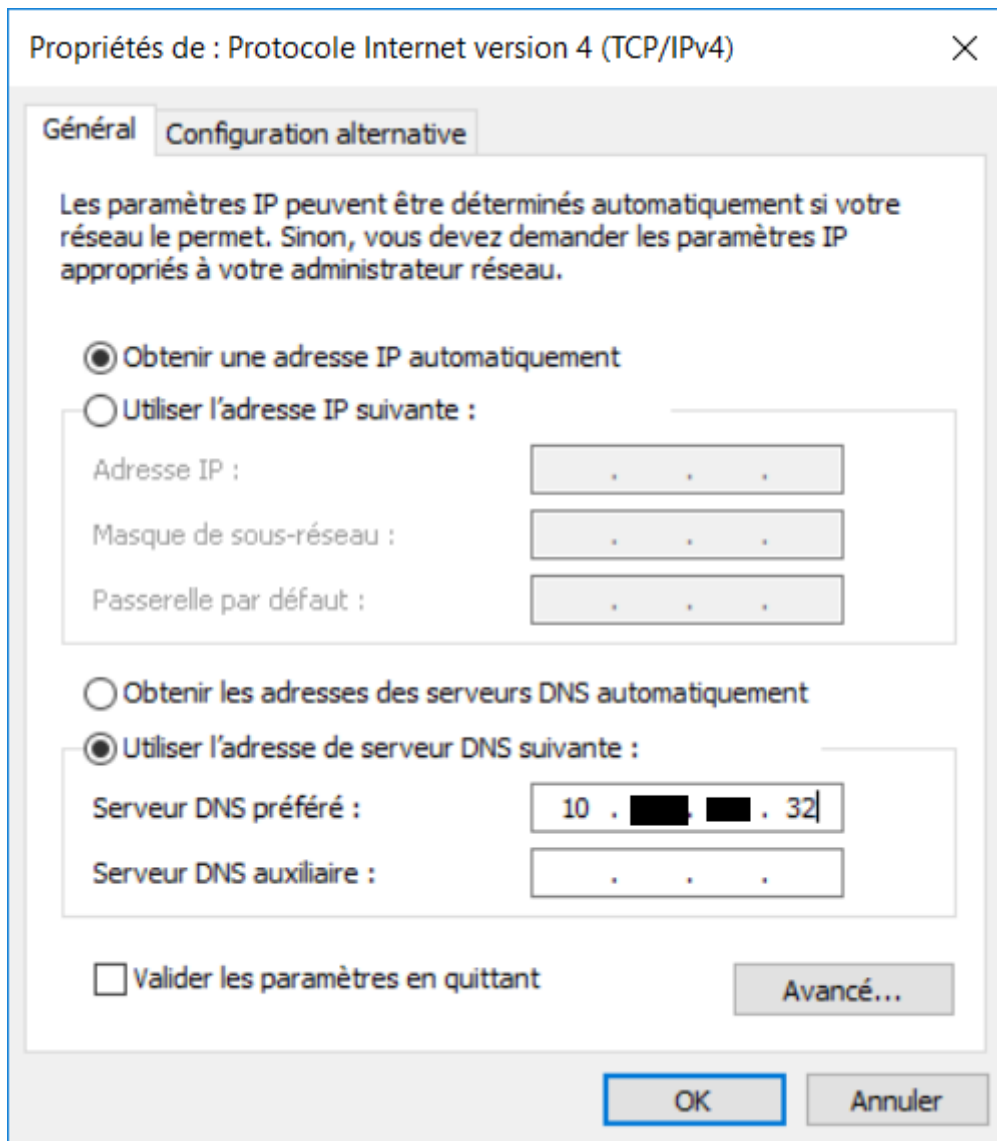 Propriétés de : Protocole Internet version 4 (TCP/IPv4)
Général
Configuration alternative
Les paramètres IP peuvent être déterminés automatiquement si votre
réseau le permet. Sinon, vous devez demander les paramètres IP
appropriés à votre administrateur réseau.
Obtenir une adresse IP automatiquement
Utiliser l'adresse IP suivante :
Adresse IP :
. . .
Masque de sous-réseau :
. . .
Passerelle par défaut :
. . .
Obtenir les adresses des serveurs DNS automatiquement
Utiliser l'adresse de serveur DNS suivante :
Serveur DNS préféré :
10 . . . 32
Serveur DNS auxiliaire :
. . .
Valider les paramètres en quittant
Avancé...
OK
Annuler